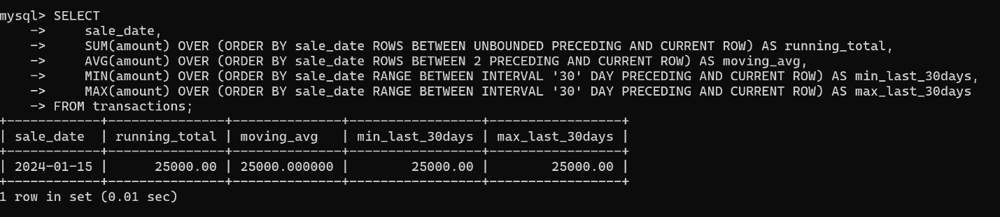 mysql> SELECT
    ->     sale_date,
    ->     SUM(amount) OVER (ORDER BY sale_date ROWS BETWEEN UNBOUNDED PRECEDING AND CURRENT ROW) AS running_total,
    ->     AVG(amount) OVER (ORDER BY sale_date ROWS BETWEEN 2 PRECEDING AND CURRENT ROW) AS moving_avg,
    ->     MIN(amount) OVER (ORDER BY sale_date RANGE BETWEEN INTERVAL '30' DAY PRECEDING AND CURRENT ROW) AS min_last_30days,
    ->     MAX(amount) OVER (ORDER BY sale_date RANGE BETWEEN INTERVAL '30' DAY PRECEDING AND CURRENT ROW) AS max_last_30days
    -> FROM transactions;
+------------+---------------+--------------+-----------------+-----------------+
| sale_date  | running_total | moving_avg   | min_last_30days | max_last_30days |
+------------+---------------+--------------+-----------------+-----------------+
| 2024-01-15 |      25000.00 | 25000.000000 |        25000.00 |        25000.00 |
+------------+---------------+--------------+-----------------+-----------------+
1 row in set (0.01 sec)